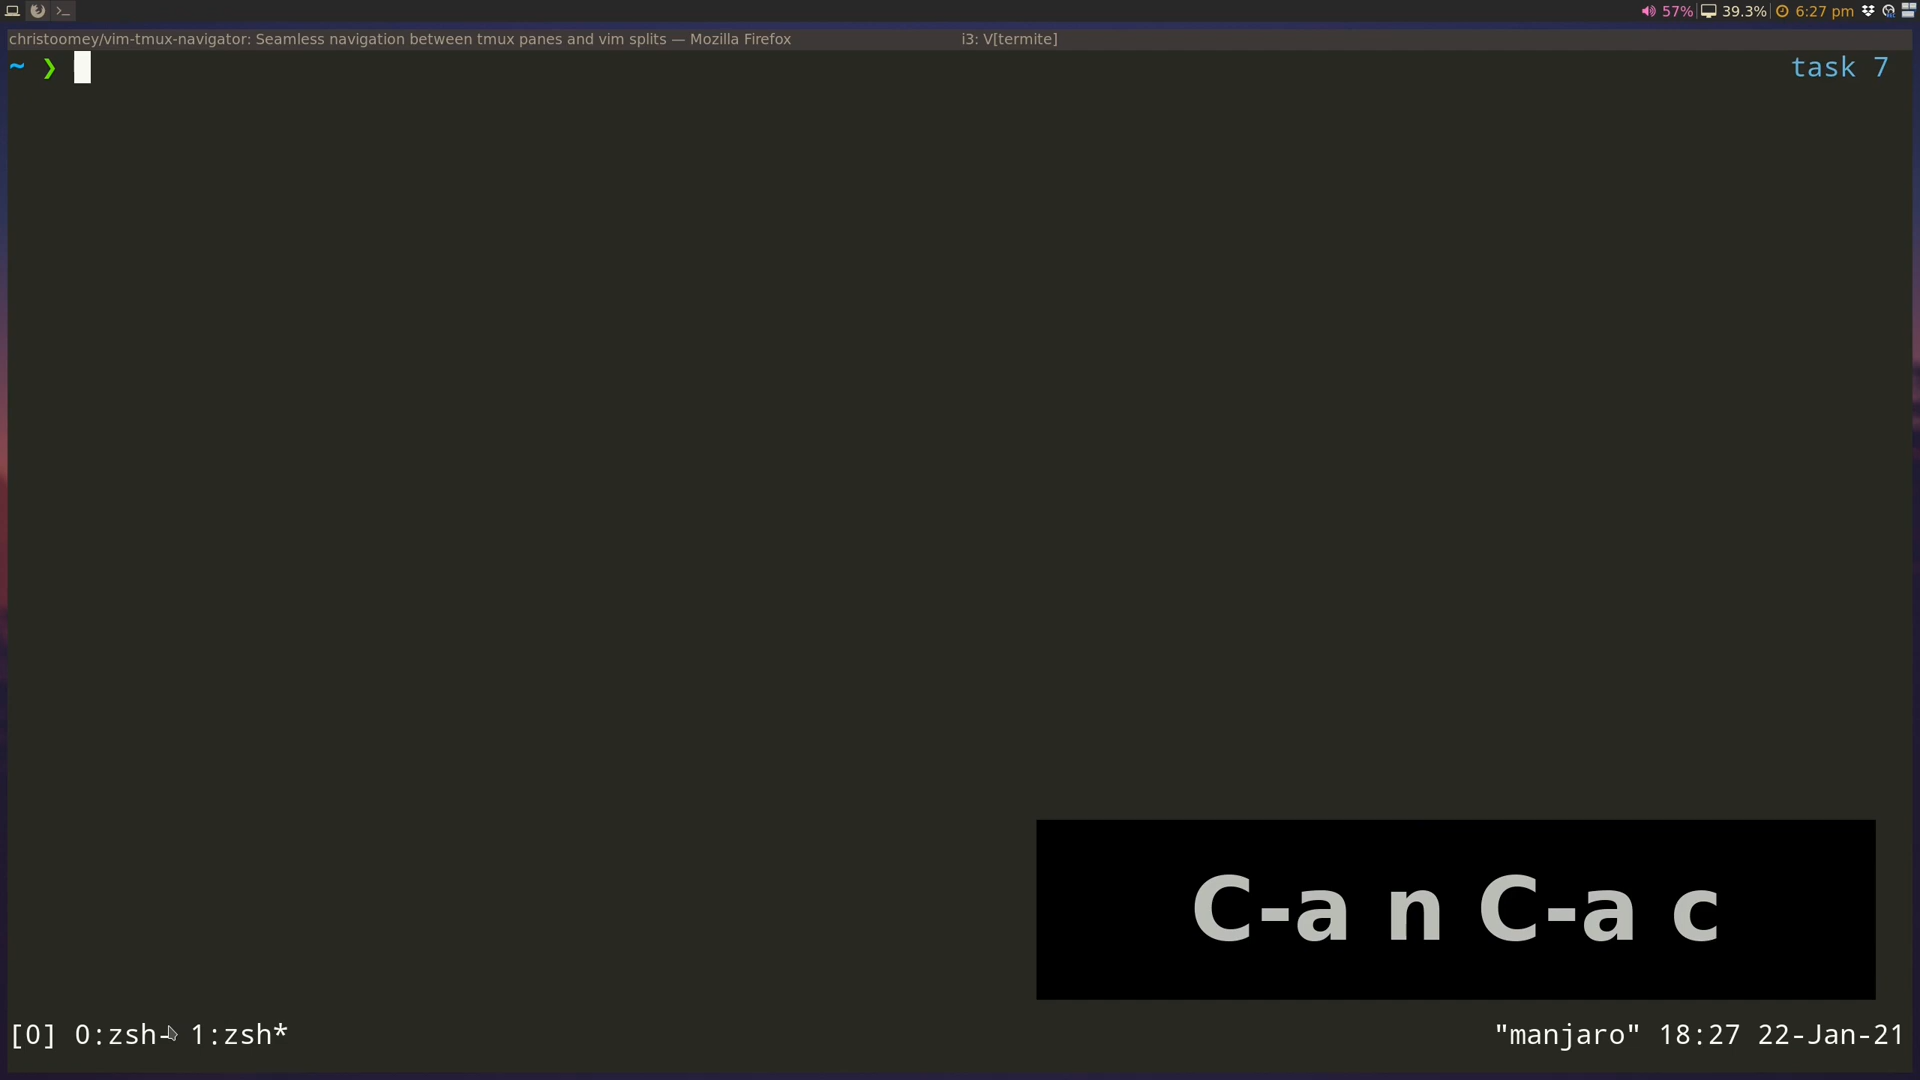 57% 39.3% 6:27 pm
christoomey/vim-tmux-navigator: Seamless navigation between tmux panes and vim splits — Mozilla Firefox i3: V[termite]
~ ❯ task 7
C-a n C-a c
[0] 0:zsh- 1:zsh* "manjaro" 18:27 22-Jan-21